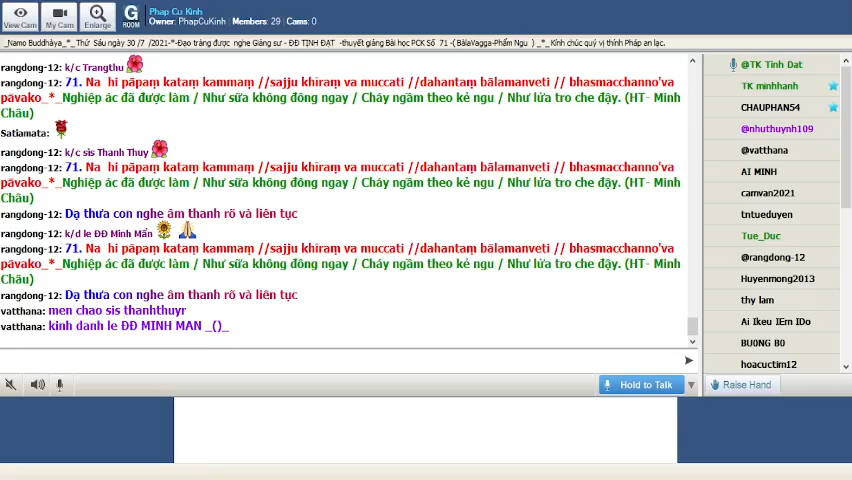 View Cam
My Cam
Enlarge
G
ROOM
Phap Cu Kinh
Owner: PhapCuKinh Members: 29 Cams: 0
_Namo Buddhàya_*_ Thứ Sáu ngày 30 /7 /2021-*-Đạo tràng được nghe Giảng sư - ĐĐ TỊNH ĐẠT -thuyết giảng Bài học PCK Số 71 -( BàlaVagga-Phẩm Ngu ) _*_ Kính chúc quý vị thính Pháp an lạc.
rangdong-12: k/c Trangthu
rangdong-12: 71. Na hi pāpaṃ kataṃ kammaṃ //sajju khīraṃ va muccati //dahantaṃ bālamanveti // bhasmacchanno'va
pāvako_*_Nghiệp ác đã được làm / Như sữa không đông ngay / Cháy ngầm theo kẻ ngu / Như lửa tro che đậy. (HT- Minh
Châu)
Satiamata:
rangdong-12: k/c sis Thanh Thuy
rangdong-12: 71. Na hi pāpaṃ kataṃ kammaṃ //sajju khīraṃ va muccati //dahantaṃ bālamanveti // bhasmacchanno'va
pāvako_*_Nghiệp ác đã được làm / Như sữa không đông ngay / Cháy ngầm theo kẻ ngu / Như lửa tro che đậy. (HT- Minh
Châu)
rangdong-12: Dạ thưa con nghe âm thanh rõ và liên tục
rangdong-12: k/d le ĐĐ Minh Mẩn
rangdong-12: 71. Na hi pāpaṃ kataṃ kammaṃ //sajju khīraṃ va muccati //dahantaṃ bālamanveti // bhasmacchanno'va
pāvako_*_Nghiệp ác đã được làm / Như sữa không đông ngay / Cháy ngầm theo kẻ ngu / Như lửa tro che đậy. (HT- Minh
Châu)
rangdong-12: Dạ thưa con nghe âm thanh rõ và liên tục
vatthana: men chao sis thanhthuyr
vatthana: kinh danh le ĐĐ MINH MAN _()_
Hold to Talk
@TK Tinh Dat
TK minhhanh
CHAUPHAN54
@nhuthuynh109
@vatthana
AI MINH
camvan2021
tntueduyen
Tue_Duc
@rangdong-12
Huyenmong2013
thy lam
Ai Ikeu IEm IDo
BU0NG B0
hoacuctim12
Raise Hand